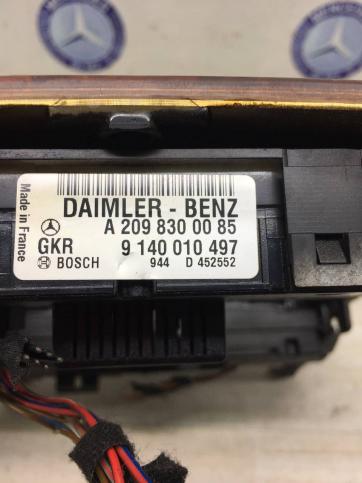 DAIMLER - BENZ
A 209 830 00 85
GKR 9 140 010 497
BOSCH 944 D 452552
Made in France